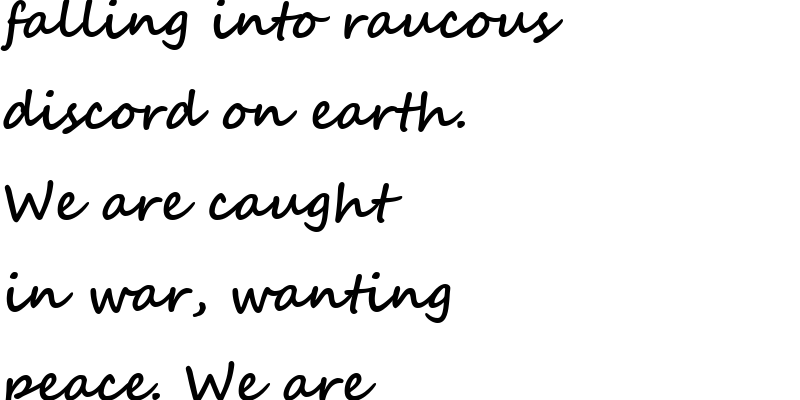 falling into raucous
discord on earth.
We are caught
in war, wanting
peace. We are